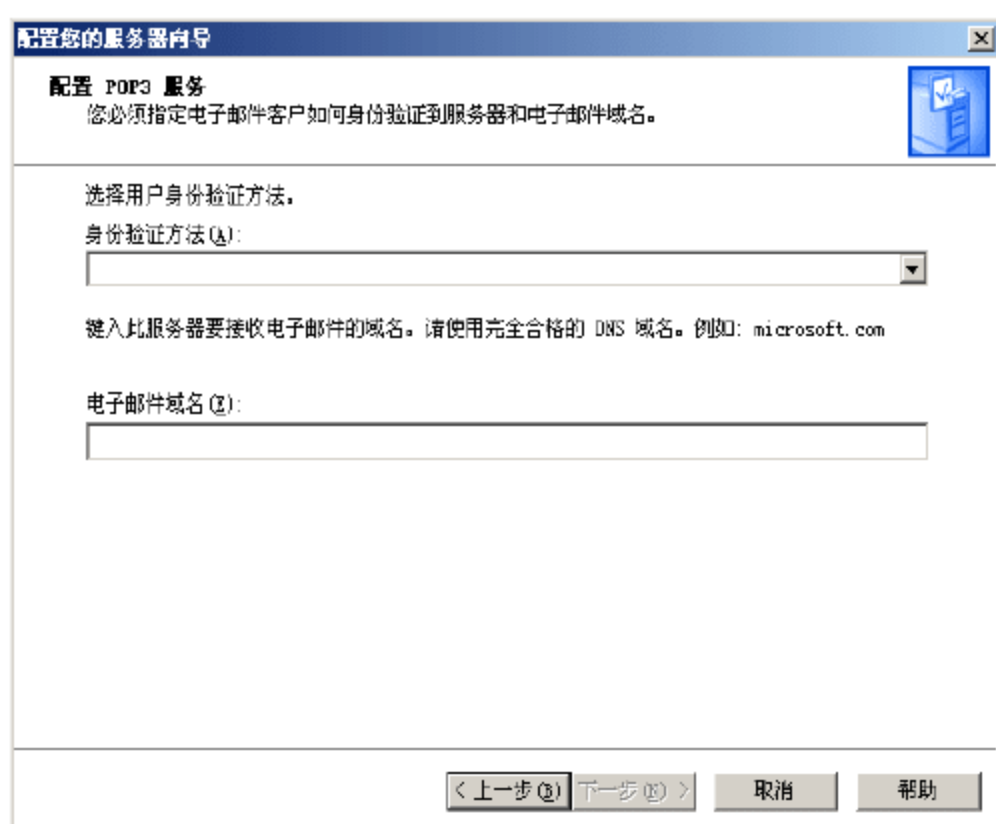 配置您的服务器向导
配置 POP3 服务
您必须指定电子邮件客户如何身份验证到服务器和电子邮件域名。
选择用户身份验证方法。
身份验证方法(A):
键入此服务器要接收电子邮件的域名。请使用完全合格的 DNS 域名。例如: microsoft.com
电子邮件域名(E):
< 上一步(B) 下一步(N) > 取消 帮助